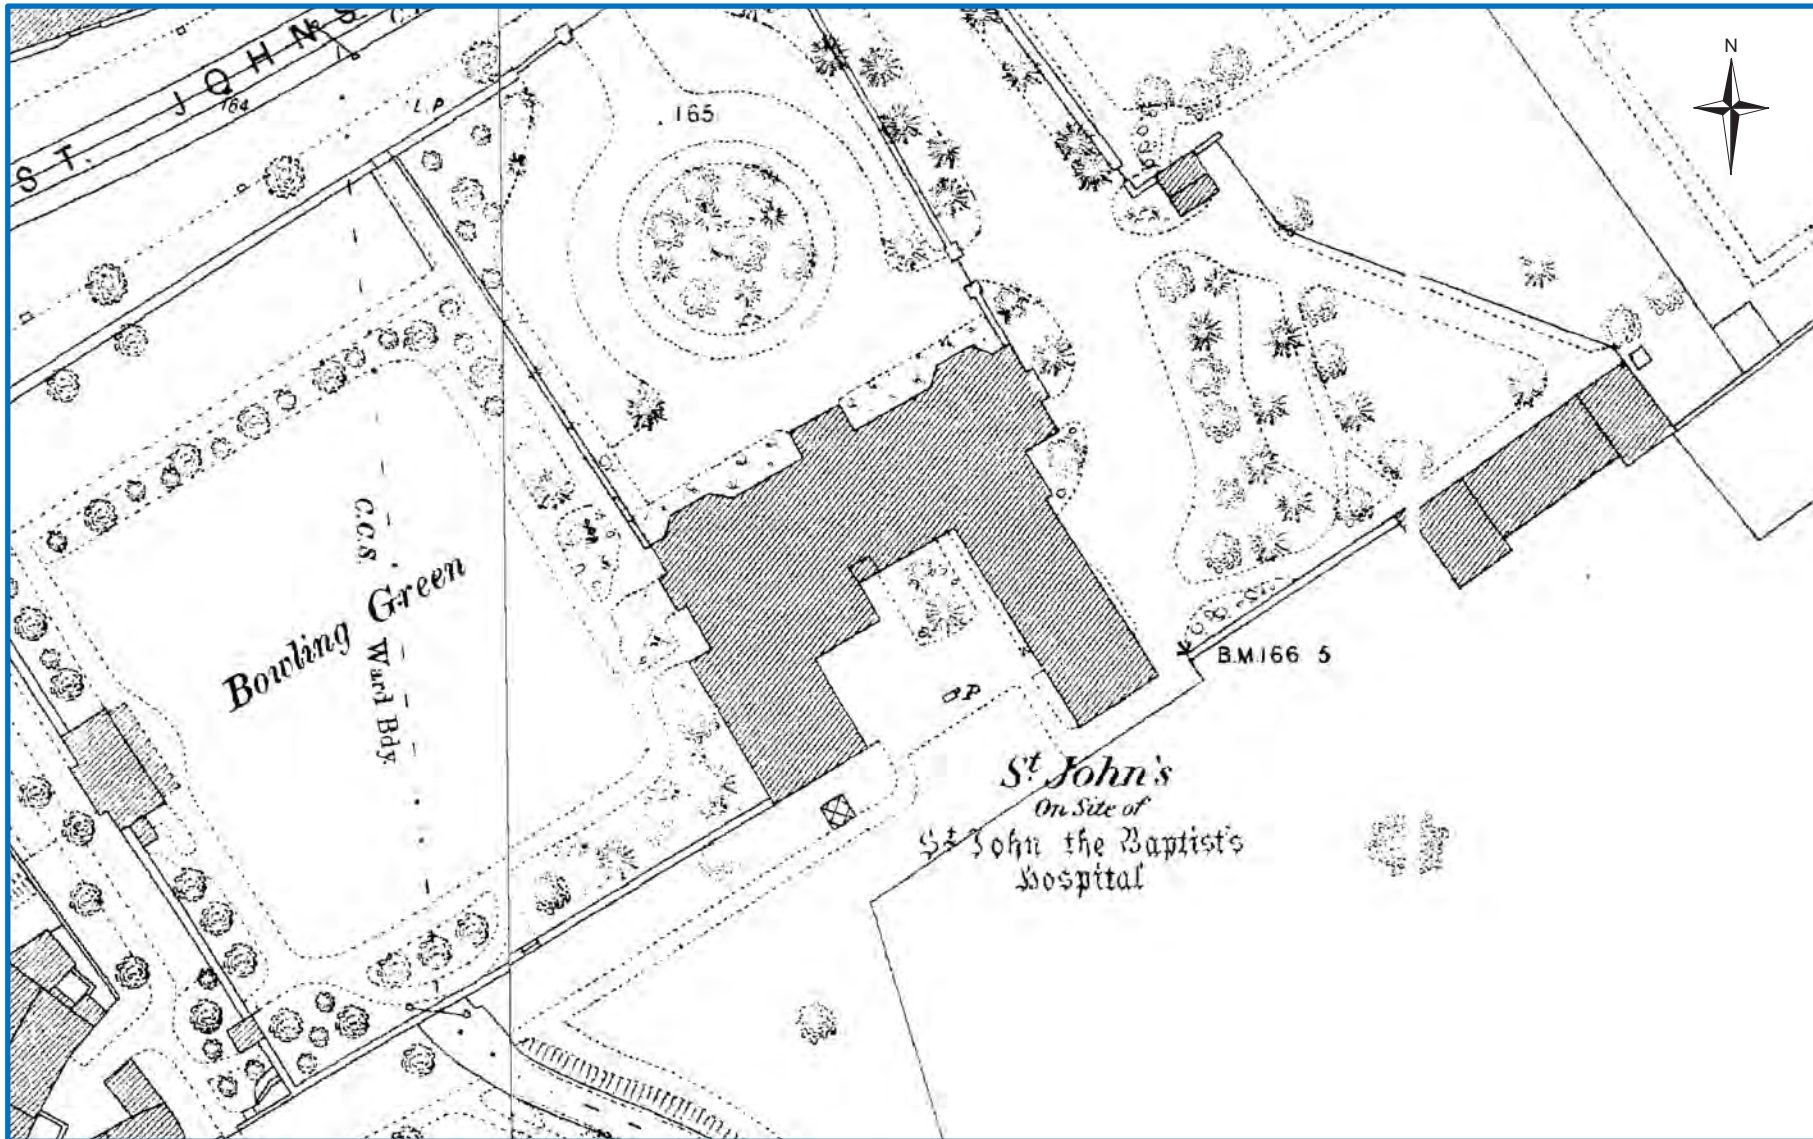 ST. JOHNS
164
L.P
165
N
C.C.S.
Ward Bdy.
Bowling Green
B.M.166 5
P
St John's
On Site of
St John the Baptist's
Hospital